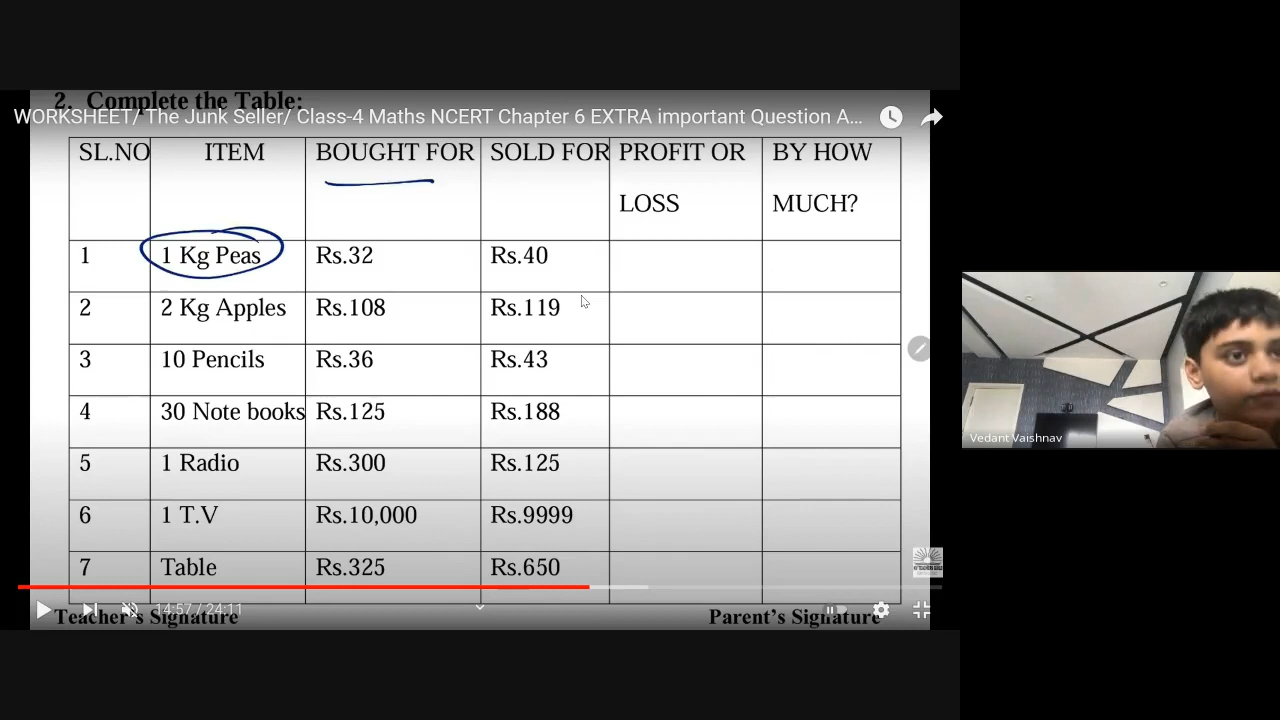 2. Complete the Table:
WORKSHEET/ The Junk Seller/ Class-4 Maths NCERT Chapter 6 EXTRA important Question A...
SL.NO ITEM BOUGHT FOR SOLD FOR PROFIT OR LOSS BY HOW MUCH?
1 1 Kg Peas Rs.32 Rs.40
2 2 Kg Apples Rs.108 Rs.119
3 10 Pencils Rs.36 Rs.43
4 30 Note books Rs.125 Rs.188
5 1 Radio Rs.300 Rs.125
6 1 T.V Rs.10,000 Rs.9999
7 Table Rs.325 Rs.650
14:57 / 24:11
Teacher's Signature Parent's Signature
Vedant Vaishnav